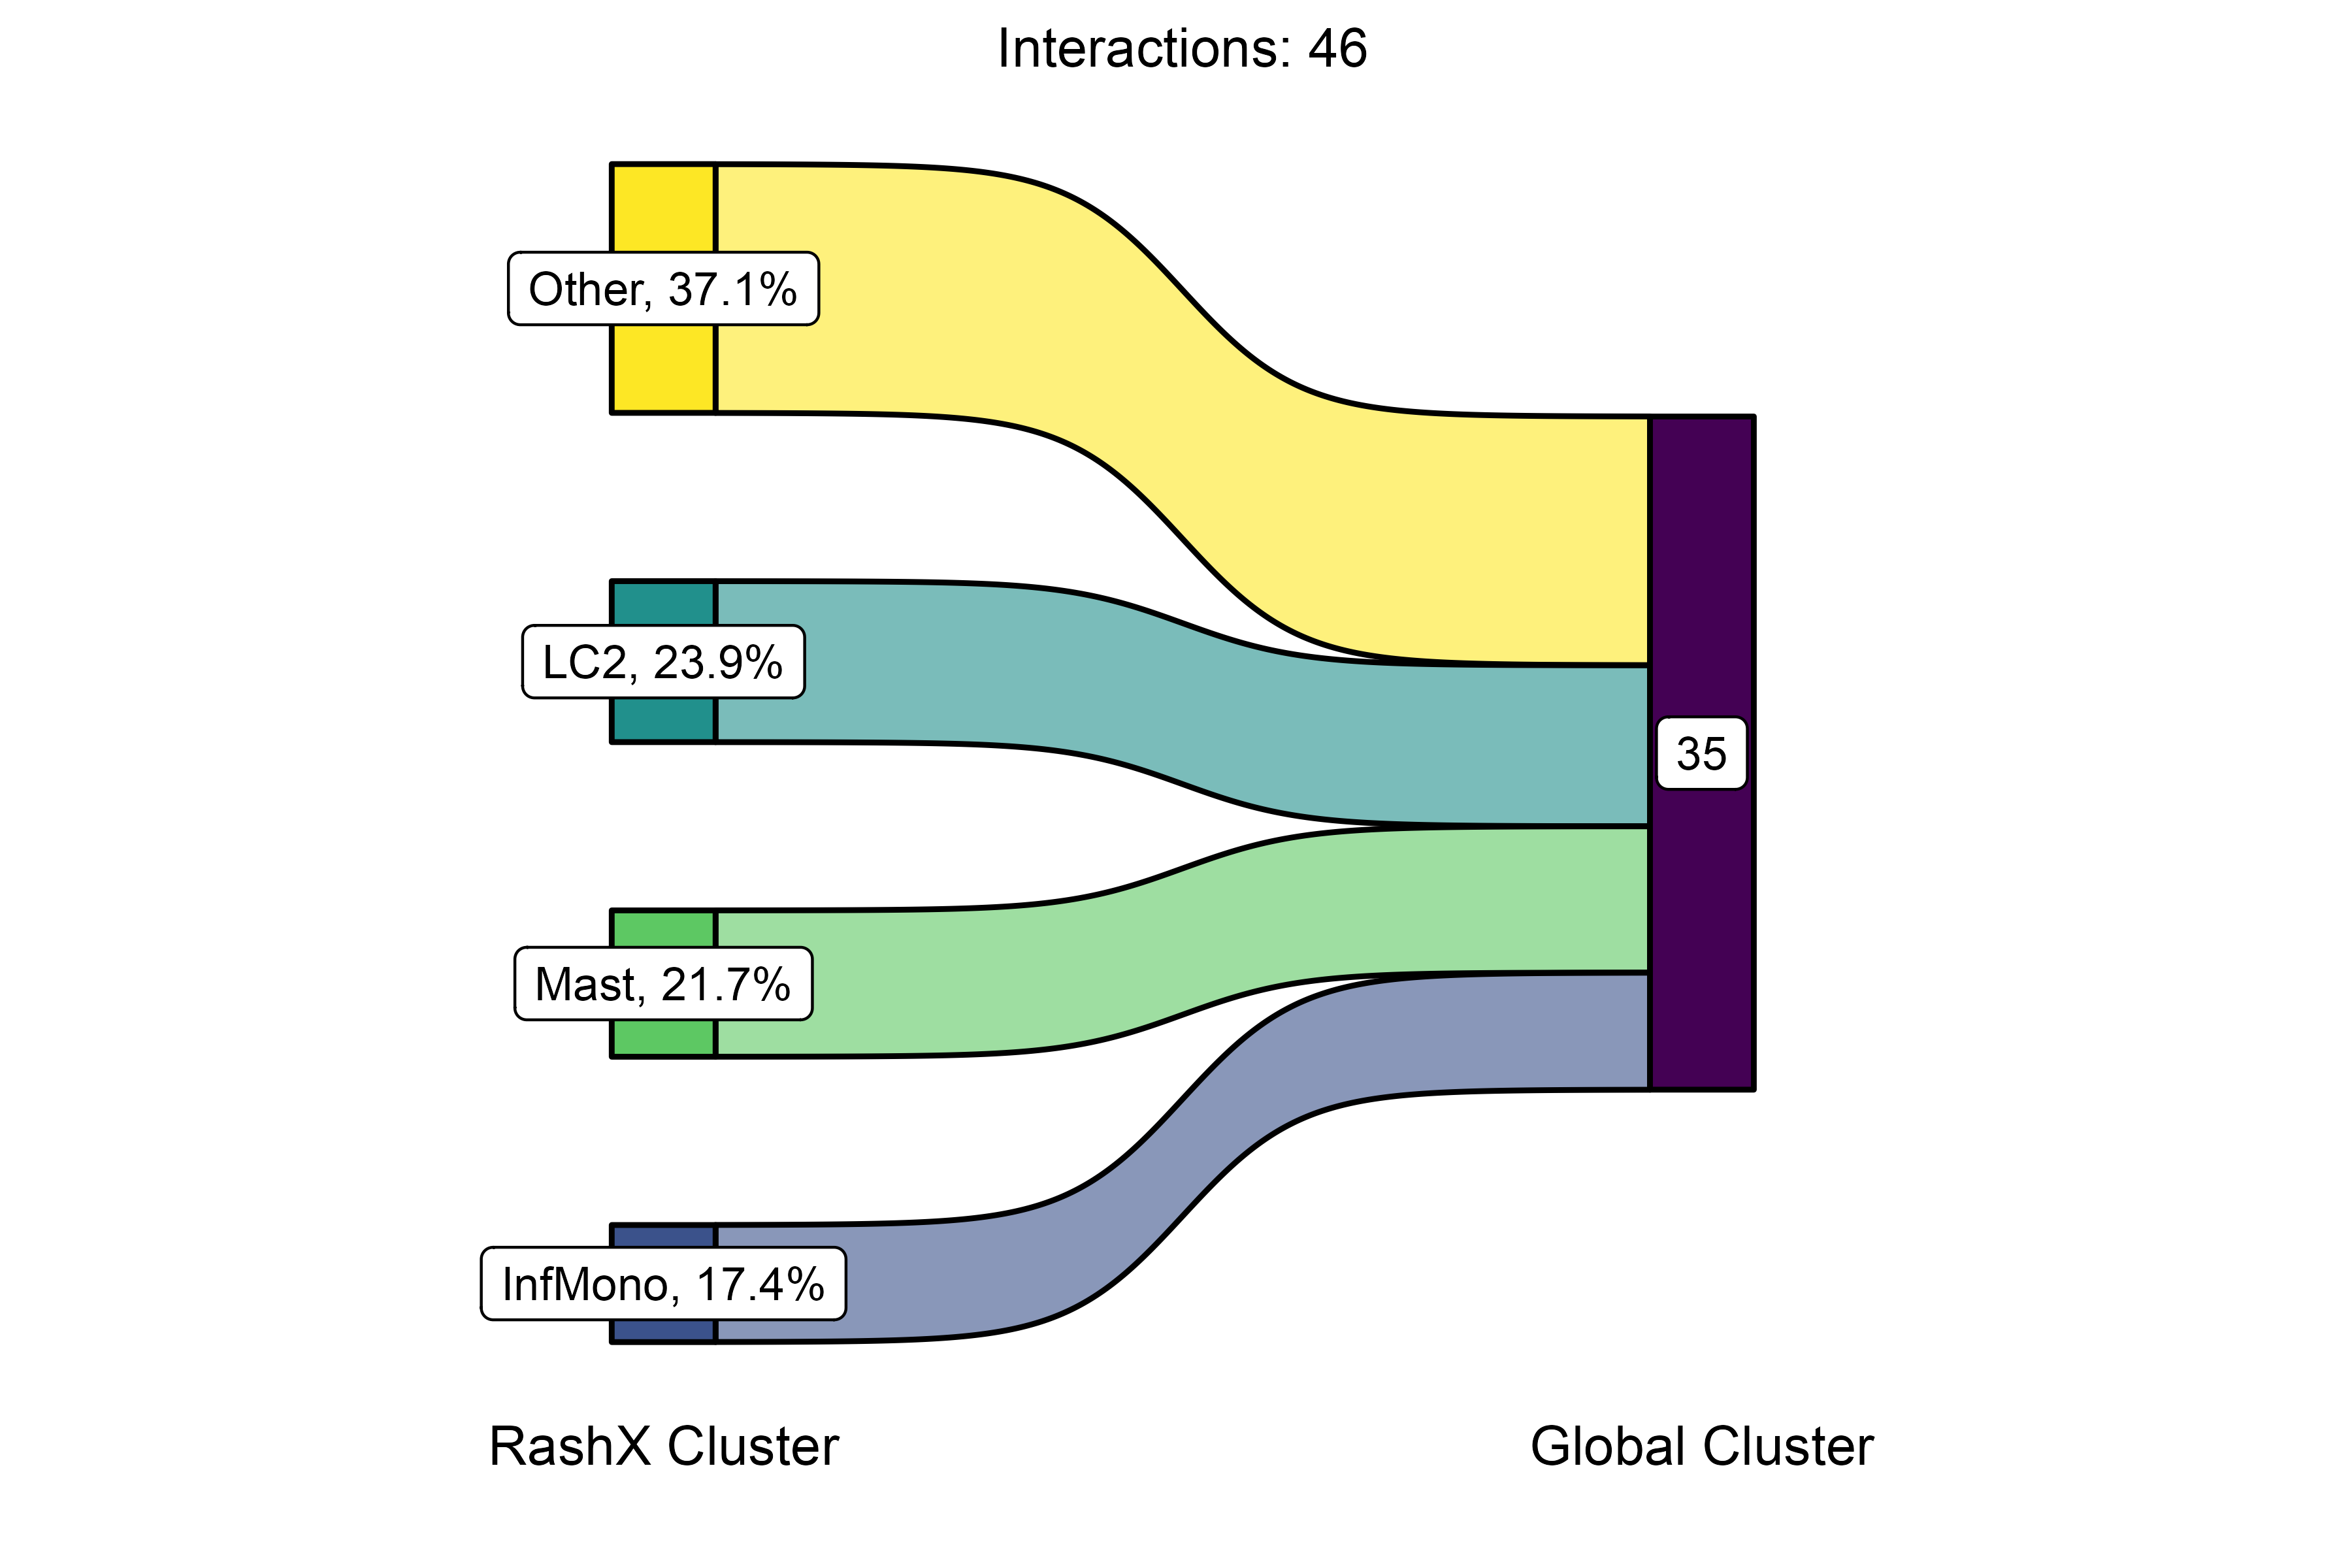 Interactions: 46
Other, 37.1%
LC2, 23.9%
35
Mast, 21.7%
InfMono, 17.4%
RashX Cluster
Global Cluster